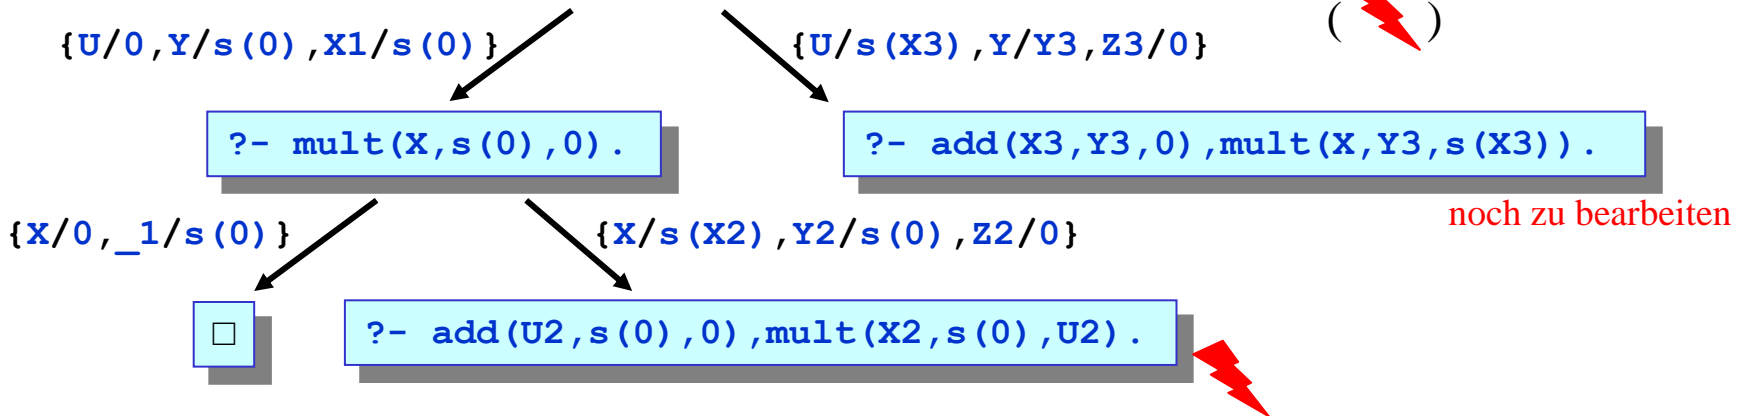 ( )
{U/0,Y/s(0),X1/s(0)} {U/s(X3),Y/Y3,Z3/0}
?- mult(X,s(0),0). ?- add(X3,Y3,0),mult(X,Y3,s(X3)).
noch zu bearbeiten
{X/0,_1/s(0)} {X/s(X2),Y2/s(0),Z2/0}
□ ?- add(U2,s(0),0),mult(X2,s(0),U2).